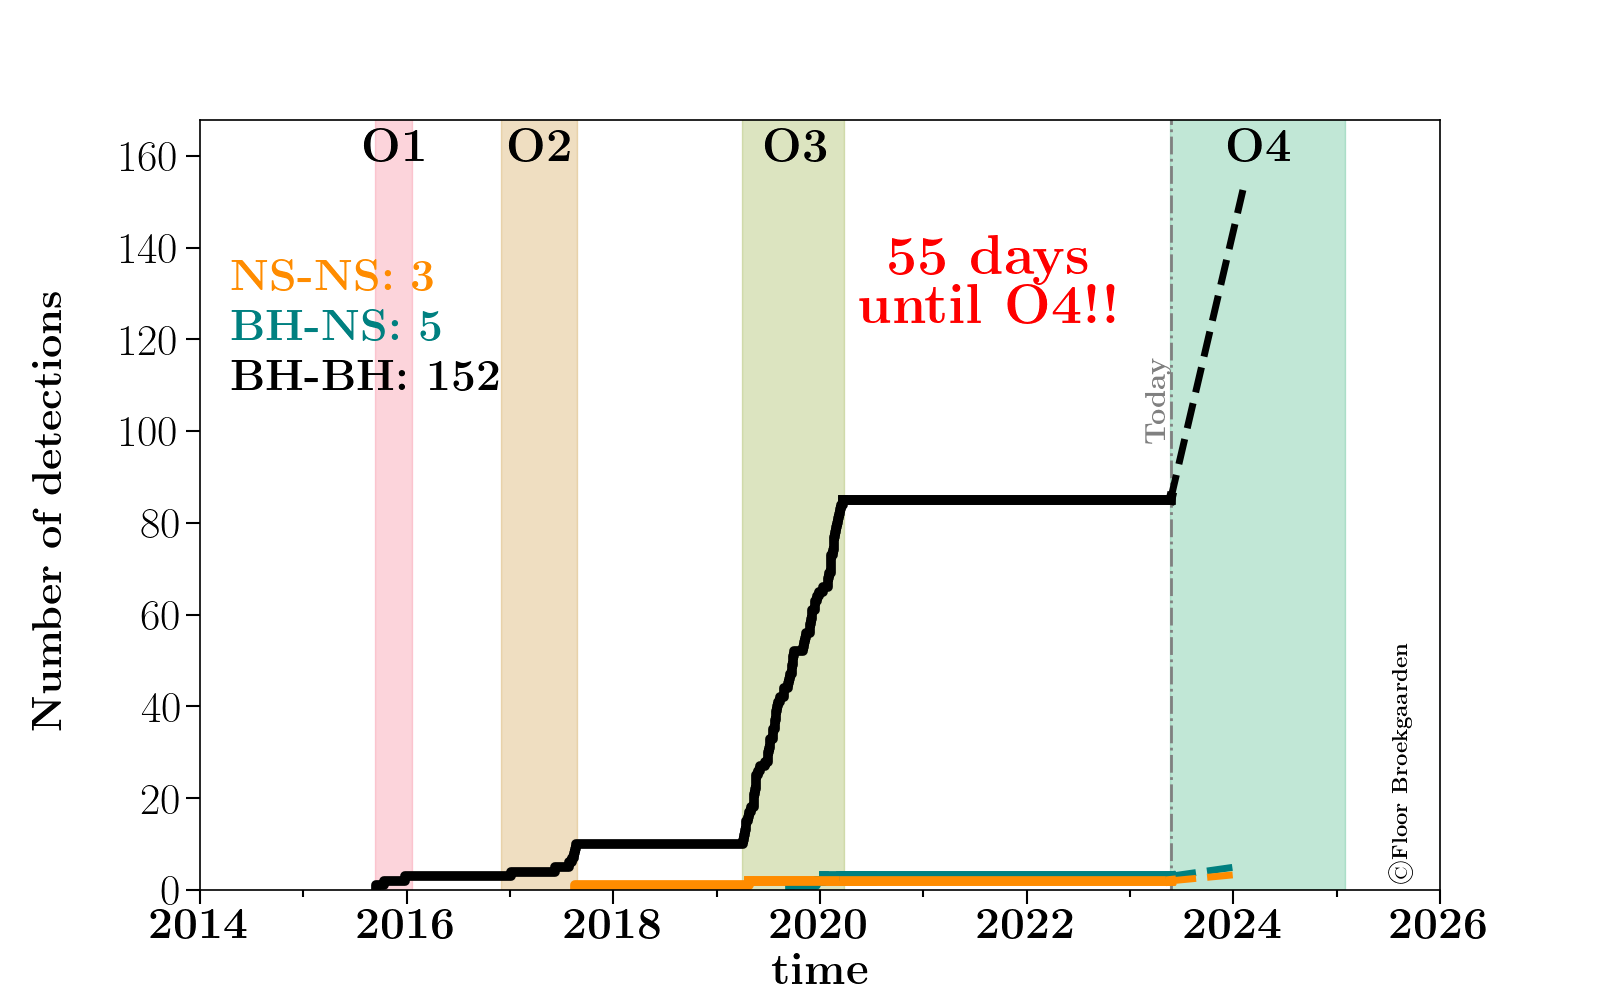 O1 O2 O3 O4
160
140
120
100
80
60
40
20
0
NS-NS: 3
BH-NS: 5
BH-BH: 152
55 days
until O4!!
Today
©Floor Broekgaarden
Number of detections
2014 2016 2018 2020 2022 2024 2026
time